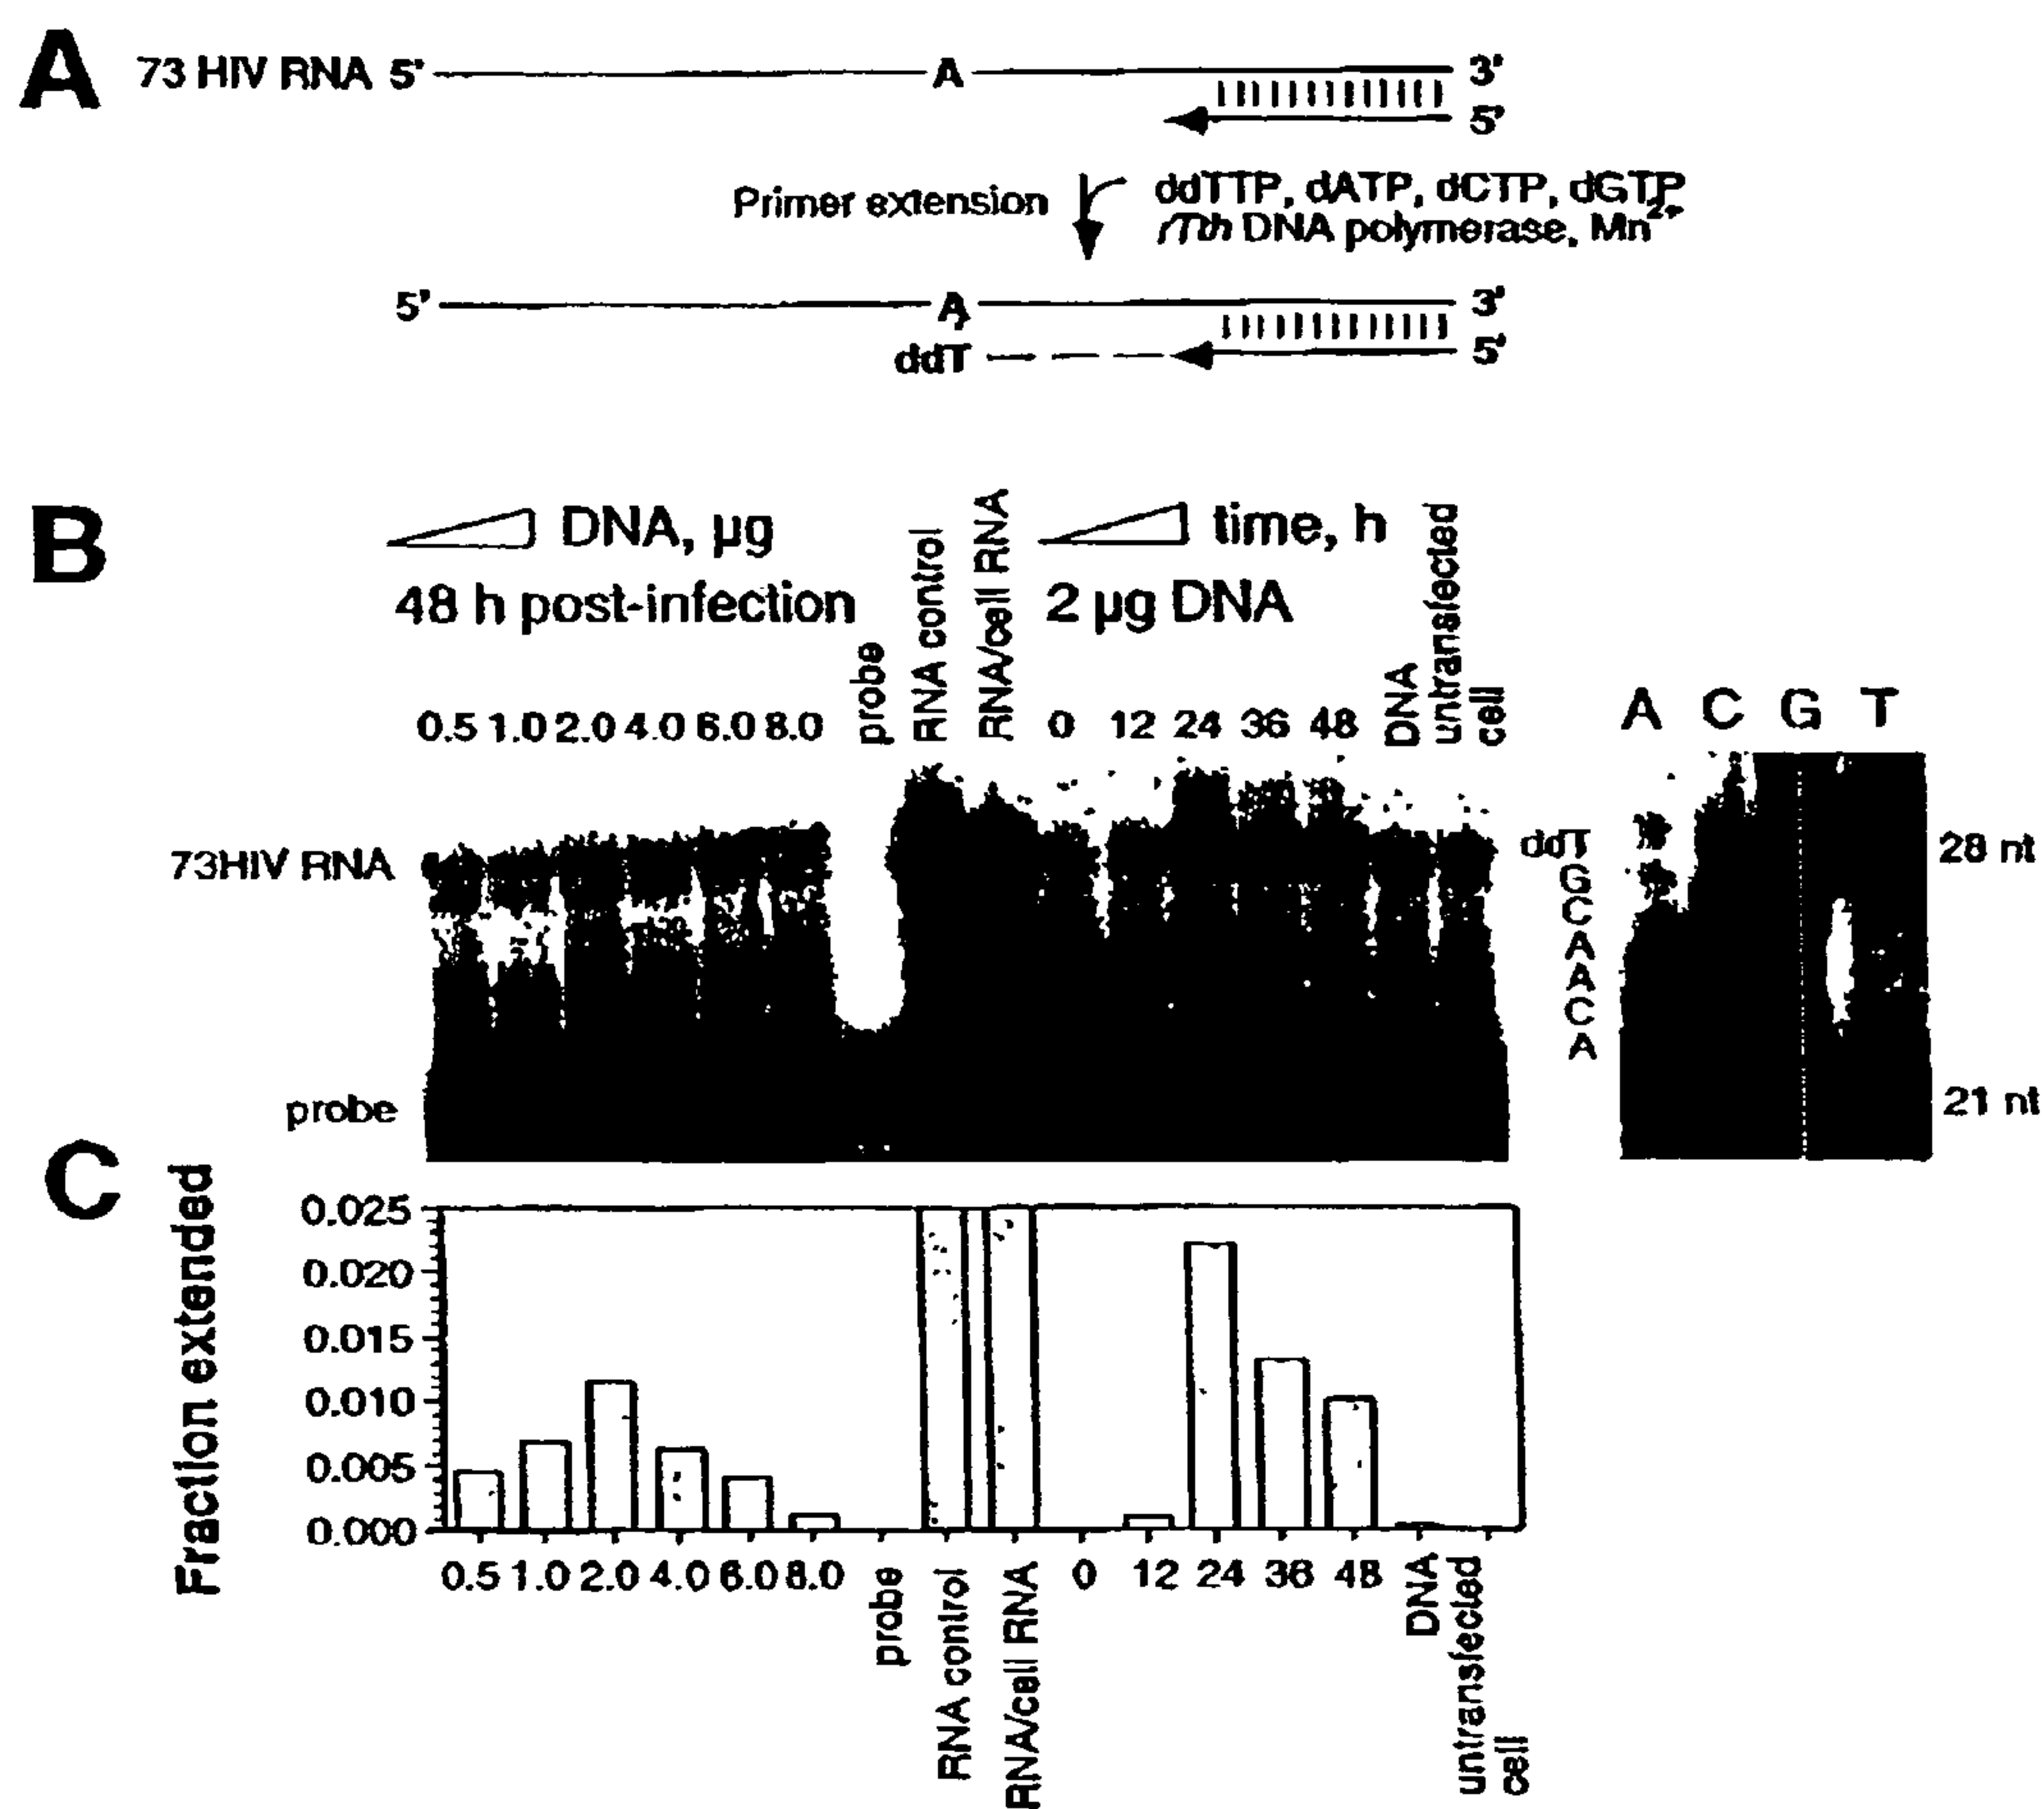 A
73 HIV RNA 5' A 3'
5'
Primer extension
ddTTP, dATP, dCTP, dGTP,
rTth DNA polymerase, Mn2+
5' A 3'
ddT 5'
B
DNA, µg
48 h post-infection
probe
RNA control
RNA/cell RNA
time, h
2 µg DNA
DNA
untransfected
cell
0.5 1.0 2.0 4.0 6.0 8.0
0 12 24 36 48
A C G T
73HIV RNA
probe
ddT
G
C
A
A
C
A
28 nt
21 nt
C
Fraction extended
0.025
0.020
0.015
0.010
0.005
0.000
0.5 1.0 2.0 4.0 6.0 8.0
probe
RNA control
RNA/cell RNA
0 12 24 36 48
DNA
untransfected
cell